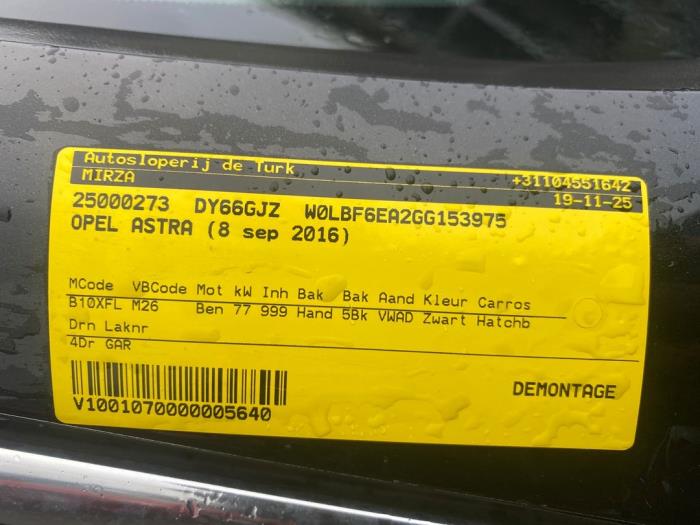 Autosloperij de Turk
MIRZA +31104551642
19-11-25
25000273 DY66GJZ W0LBF6EA2GG153975
OPEL ASTRA (8 sep 2016)
MCode VBCode Mot kW Inh Bak Bak Aand Kleur Carros
B10XFL M26 Ben 77 999 Hand 5Bk VWAD Zwart Hatchb
Drn Laknr
4Dr GAR
V1001070000005640
DEMONTAGE